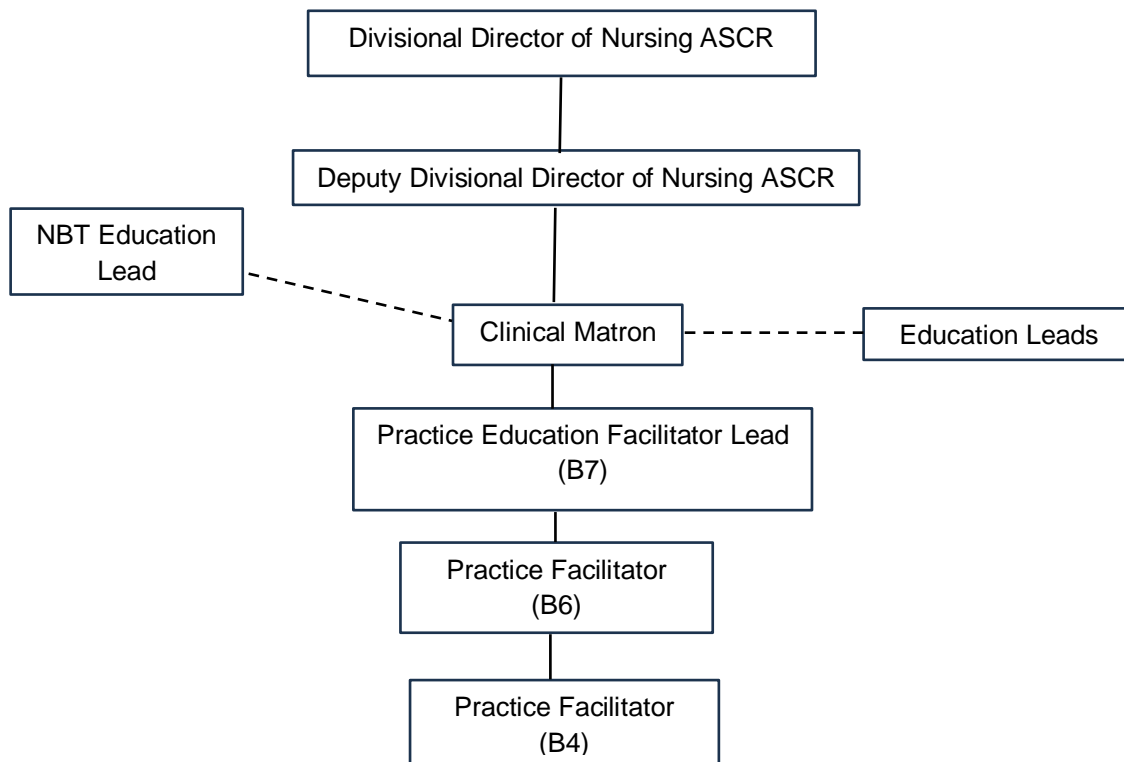 Divisional Director of Nursing ASCR
Deputy Divisional Director of Nursing ASCR
NBT Education
Lead
Clinical Matron
Education Leads
Practice Education Facilitator Lead
(B7)
Practice Facilitator
(B6)
Practice Facilitator
(B4)